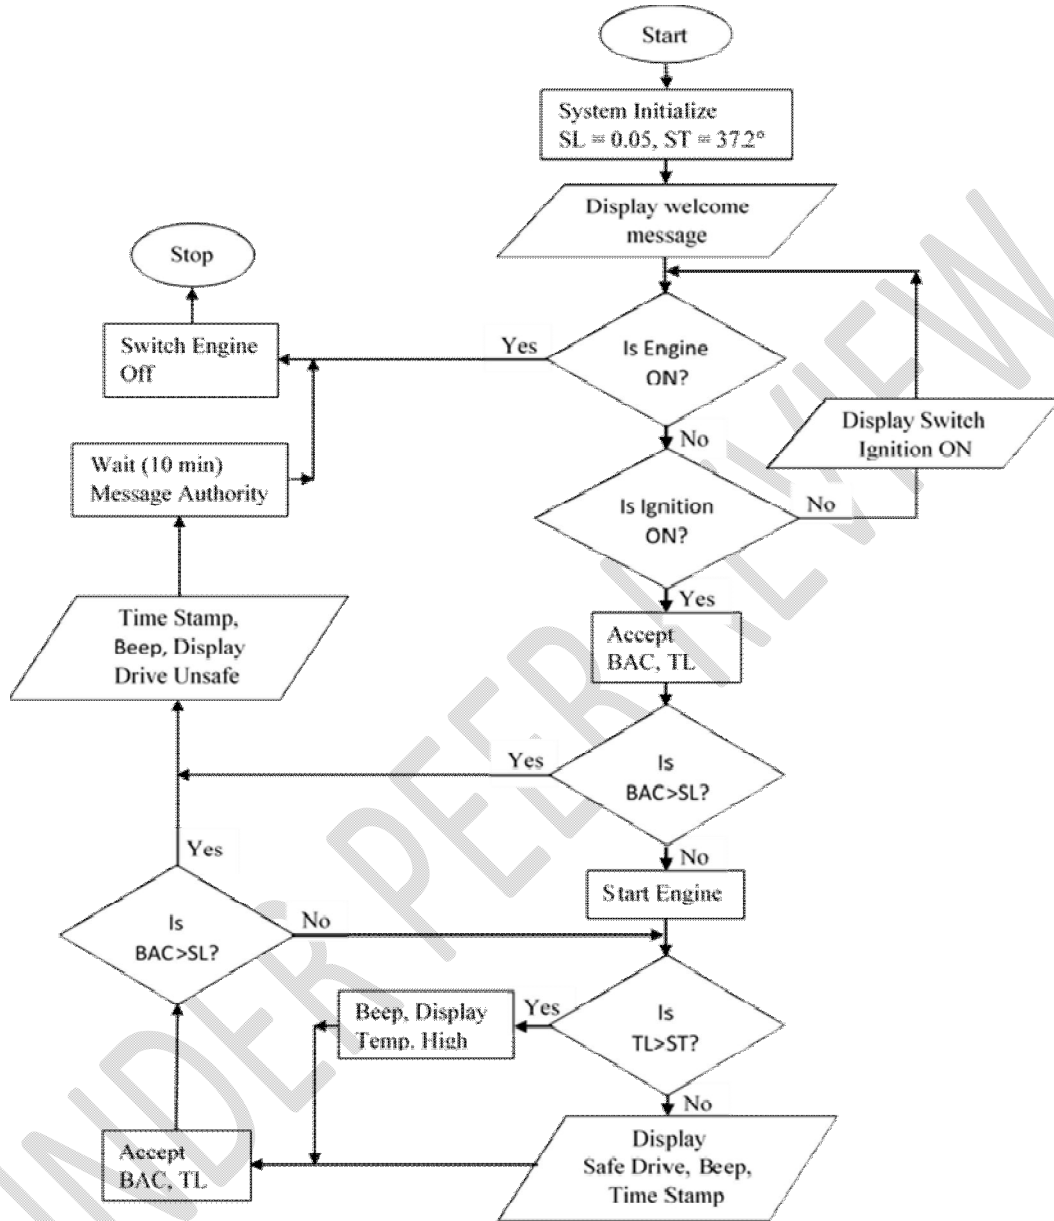 Start
System Initialize
SL = 0.05, ST = 37.2°
Display welcome
message
Stop
Switch Engine
Off
Yes
Is Engine
ON?
No
Display Switch
Ignition ON
Wait (10 min)
Message Authority
Is Ignition
ON?
No
Yes
Time Stamp,
Beep, Display
Drive Unsafe
Accept
BAC, TL
Yes
Is
BAC>SL?
No
Yes
Start Engine
Is
BAC>SL?
No
Beep, Display
Temp. High
Yes
Is
TL>ST?
No
Accept
BAC, TL
Display
Safe Drive, Beep,
Time Stamp
UNDER PEER REVIEW